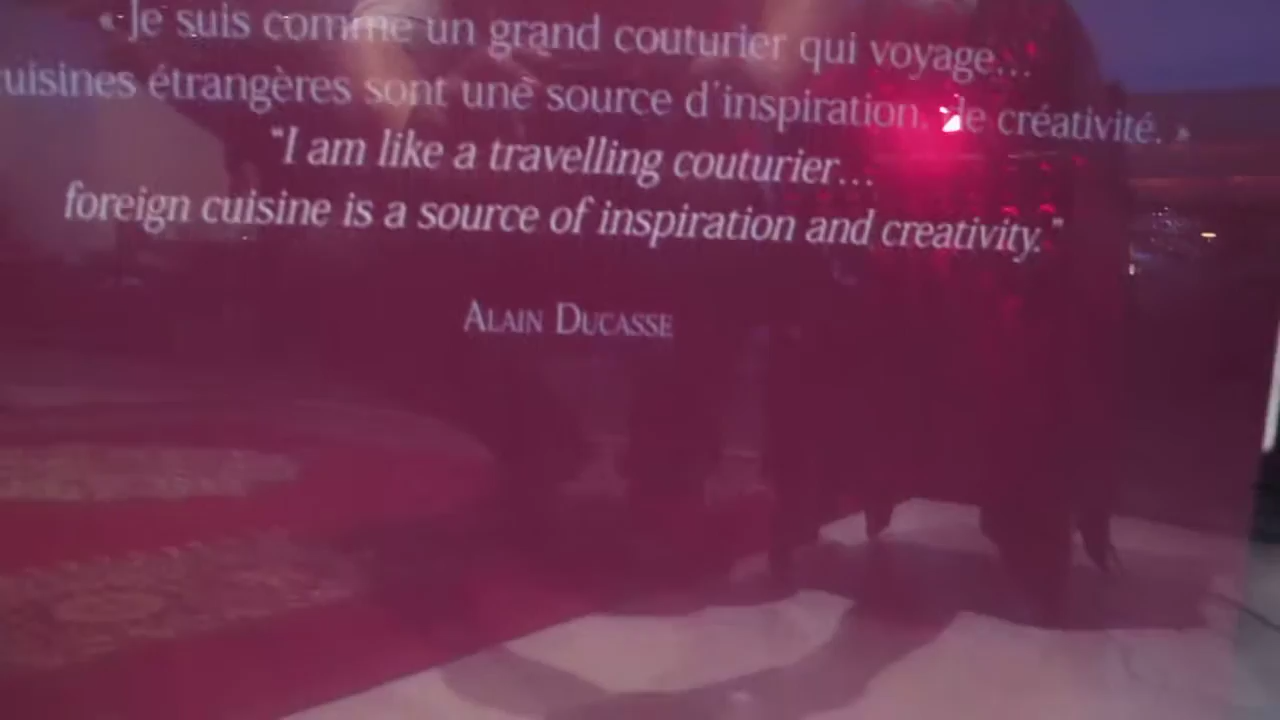 « Je suis comme un grand couturier qui voyage...
étrangères sont une source d'inspiration, de créativité. »
"I am like a travelling couturier...
foreign cuisine is a source of inspiration and creativity."
ALAIN DUCASSE